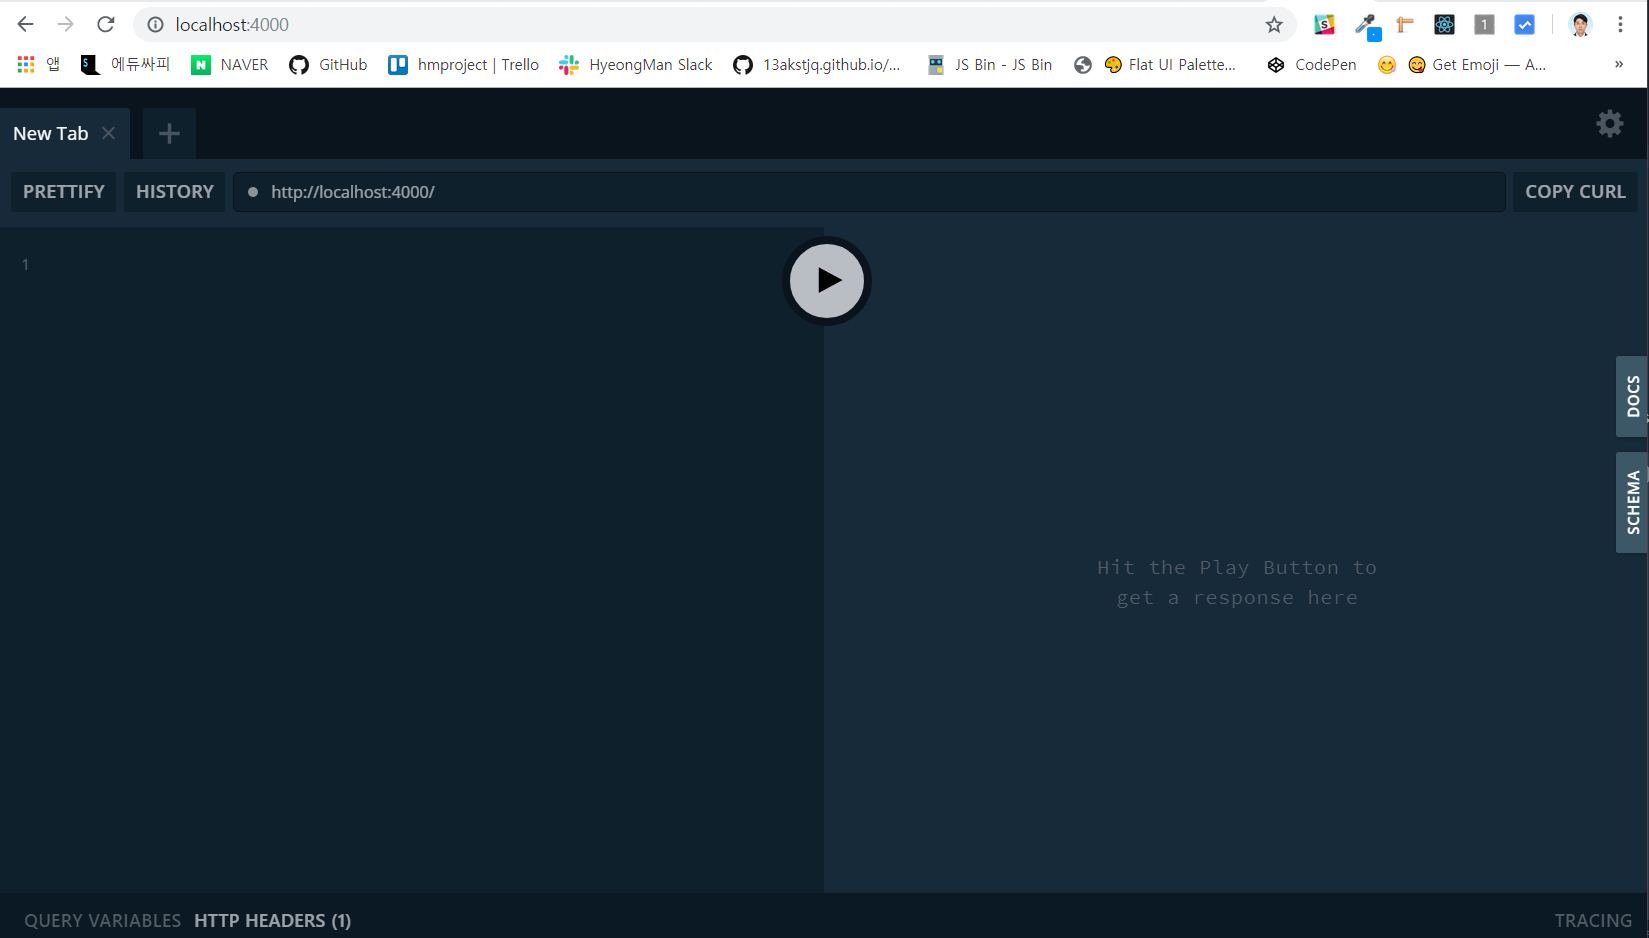 localhost:4000
앱 에듀싸피 NAVER GitHub hmproject | Trello HyeongMan Slack 13akstjq.github.io/... JS Bin - JS Bin Flat UI Palette... CodePen Get Emoji — A... »
New Tab
PRETTIFY HISTORY http://localhost:4000/ COPY CURL
1
Hit the Play Button to
get a response here
DOCS
SCHEMA
QUERY VARIABLES HTTP HEADERS (1) TRACING